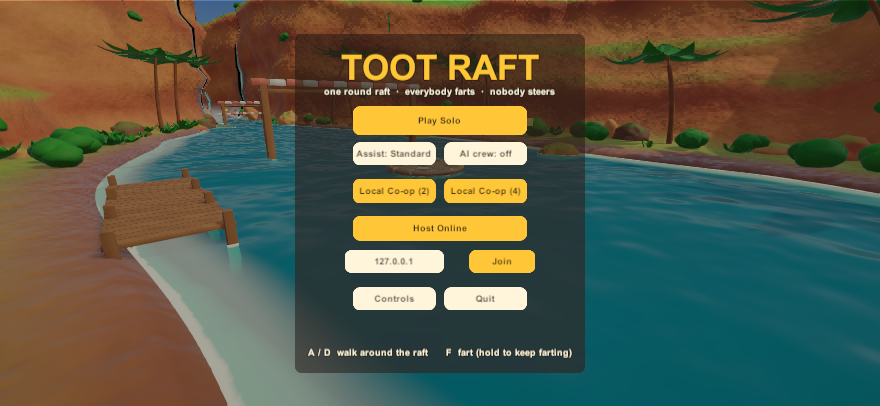 TOOT RAFT
one round raft · everybody farts · nobody steers
Play Solo
Assist: Standard AI crew: off
Local Co-op (2) Local Co-op (4)
Host Online
127.0.0.1 Join
Controls Quit
A / D walk around the raft F fart (hold to keep farting)